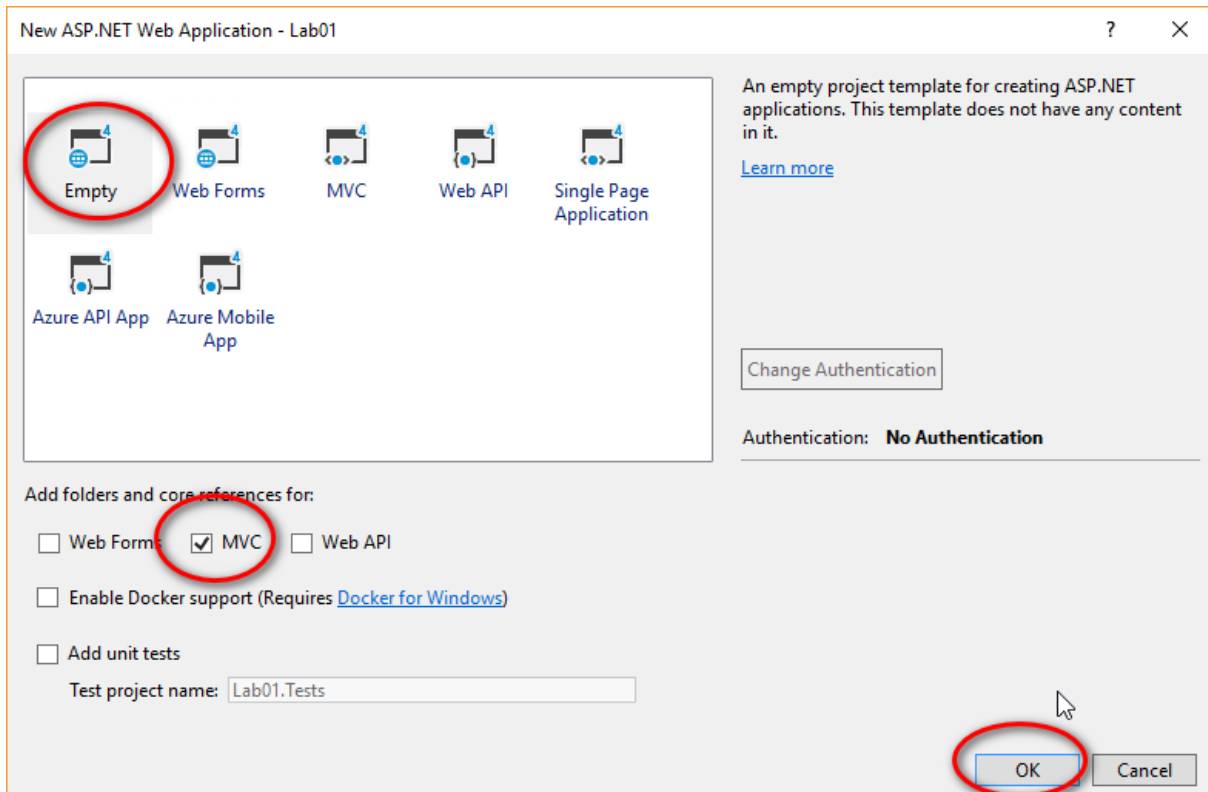 New ASP.NET Web Application - Lab01
?
An empty project template for creating ASP.NET
applications. This template does not have any content
in it.
Learn more
4 4 4 4 4
Empty Web Forms MVC Web API Single Page
Application
4 4
Azure API App Azure Mobile
App
Change Authentication
Authentication: No Authentication
Add folders and core references for:
Web Forms MVC Web API
Enable Docker support (Requires Docker for Windows)
Add unit tests
Test project name: Lab01.Tests
OK Cancel